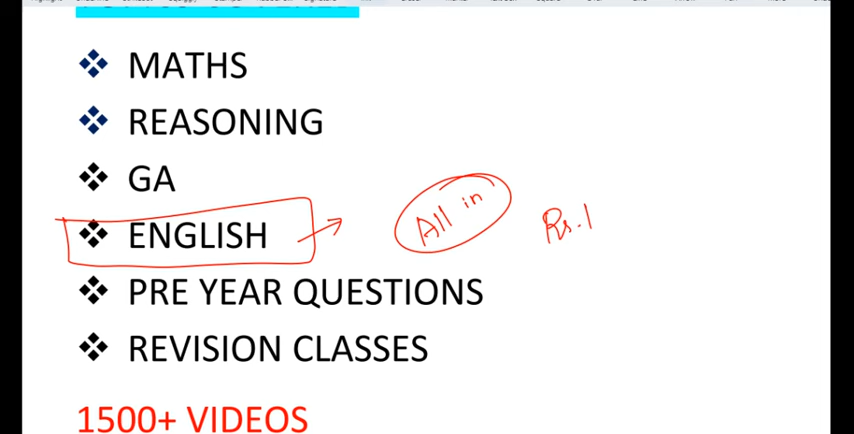 MATHS
REASONING
GA
ENGLISH
All in
Rs. 1
PRE YEAR QUESTIONS
REVISION CLASSES
1500+ VIDEOS